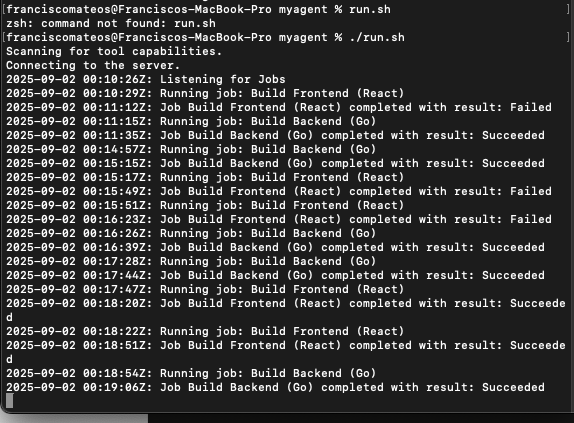 [franciscomateos@Franciscos-MacBook-Pro myagent % run.sh ]
zsh: command not found: run.sh
[franciscomateos@Franciscos-MacBook-Pro myagent % ./run.sh ]
Scanning for tool capabilities.
Connecting to the server.
2025-09-02 00:10:26Z: Listening for Jobs
2025-09-02 00:10:29Z: Running job: Build Frontend (React)
2025-09-02 00:11:12Z: Job Build Frontend (React) completed with result: Failed
2025-09-02 00:11:15Z: Running job: Build Backend (Go)
2025-09-02 00:11:35Z: Job Build Backend (Go) completed with result: Succeeded
2025-09-02 00:14:57Z: Running job: Build Backend (Go)
2025-09-02 00:15:15Z: Job Build Backend (Go) completed with result: Succeeded
2025-09-02 00:15:17Z: Running job: Build Frontend (React)
2025-09-02 00:15:49Z: Job Build Frontend (React) completed with result: Failed
2025-09-02 00:15:51Z: Running job: Build Frontend (React)
2025-09-02 00:16:23Z: Job Build Frontend (React) completed with result: Failed
2025-09-02 00:16:26Z: Running job: Build Backend (Go)
2025-09-02 00:16:39Z: Job Build Backend (Go) completed with result: Succeeded
2025-09-02 00:17:28Z: Running job: Build Backend (Go)
2025-09-02 00:17:44Z: Job Build Backend (Go) completed with result: Succeeded
2025-09-02 00:17:47Z: Running job: Build Frontend (React)
2025-09-02 00:18:20Z: Job Build Frontend (React) completed with result: Succeede
d
2025-09-02 00:18:22Z: Running job: Build Frontend (React)
2025-09-02 00:18:51Z: Job Build Frontend (React) completed with result: Succeede
d
2025-09-02 00:18:54Z: Running job: Build Backend (Go)
2025-09-02 00:19:06Z: Job Build Backend (Go) completed with result: Succeeded